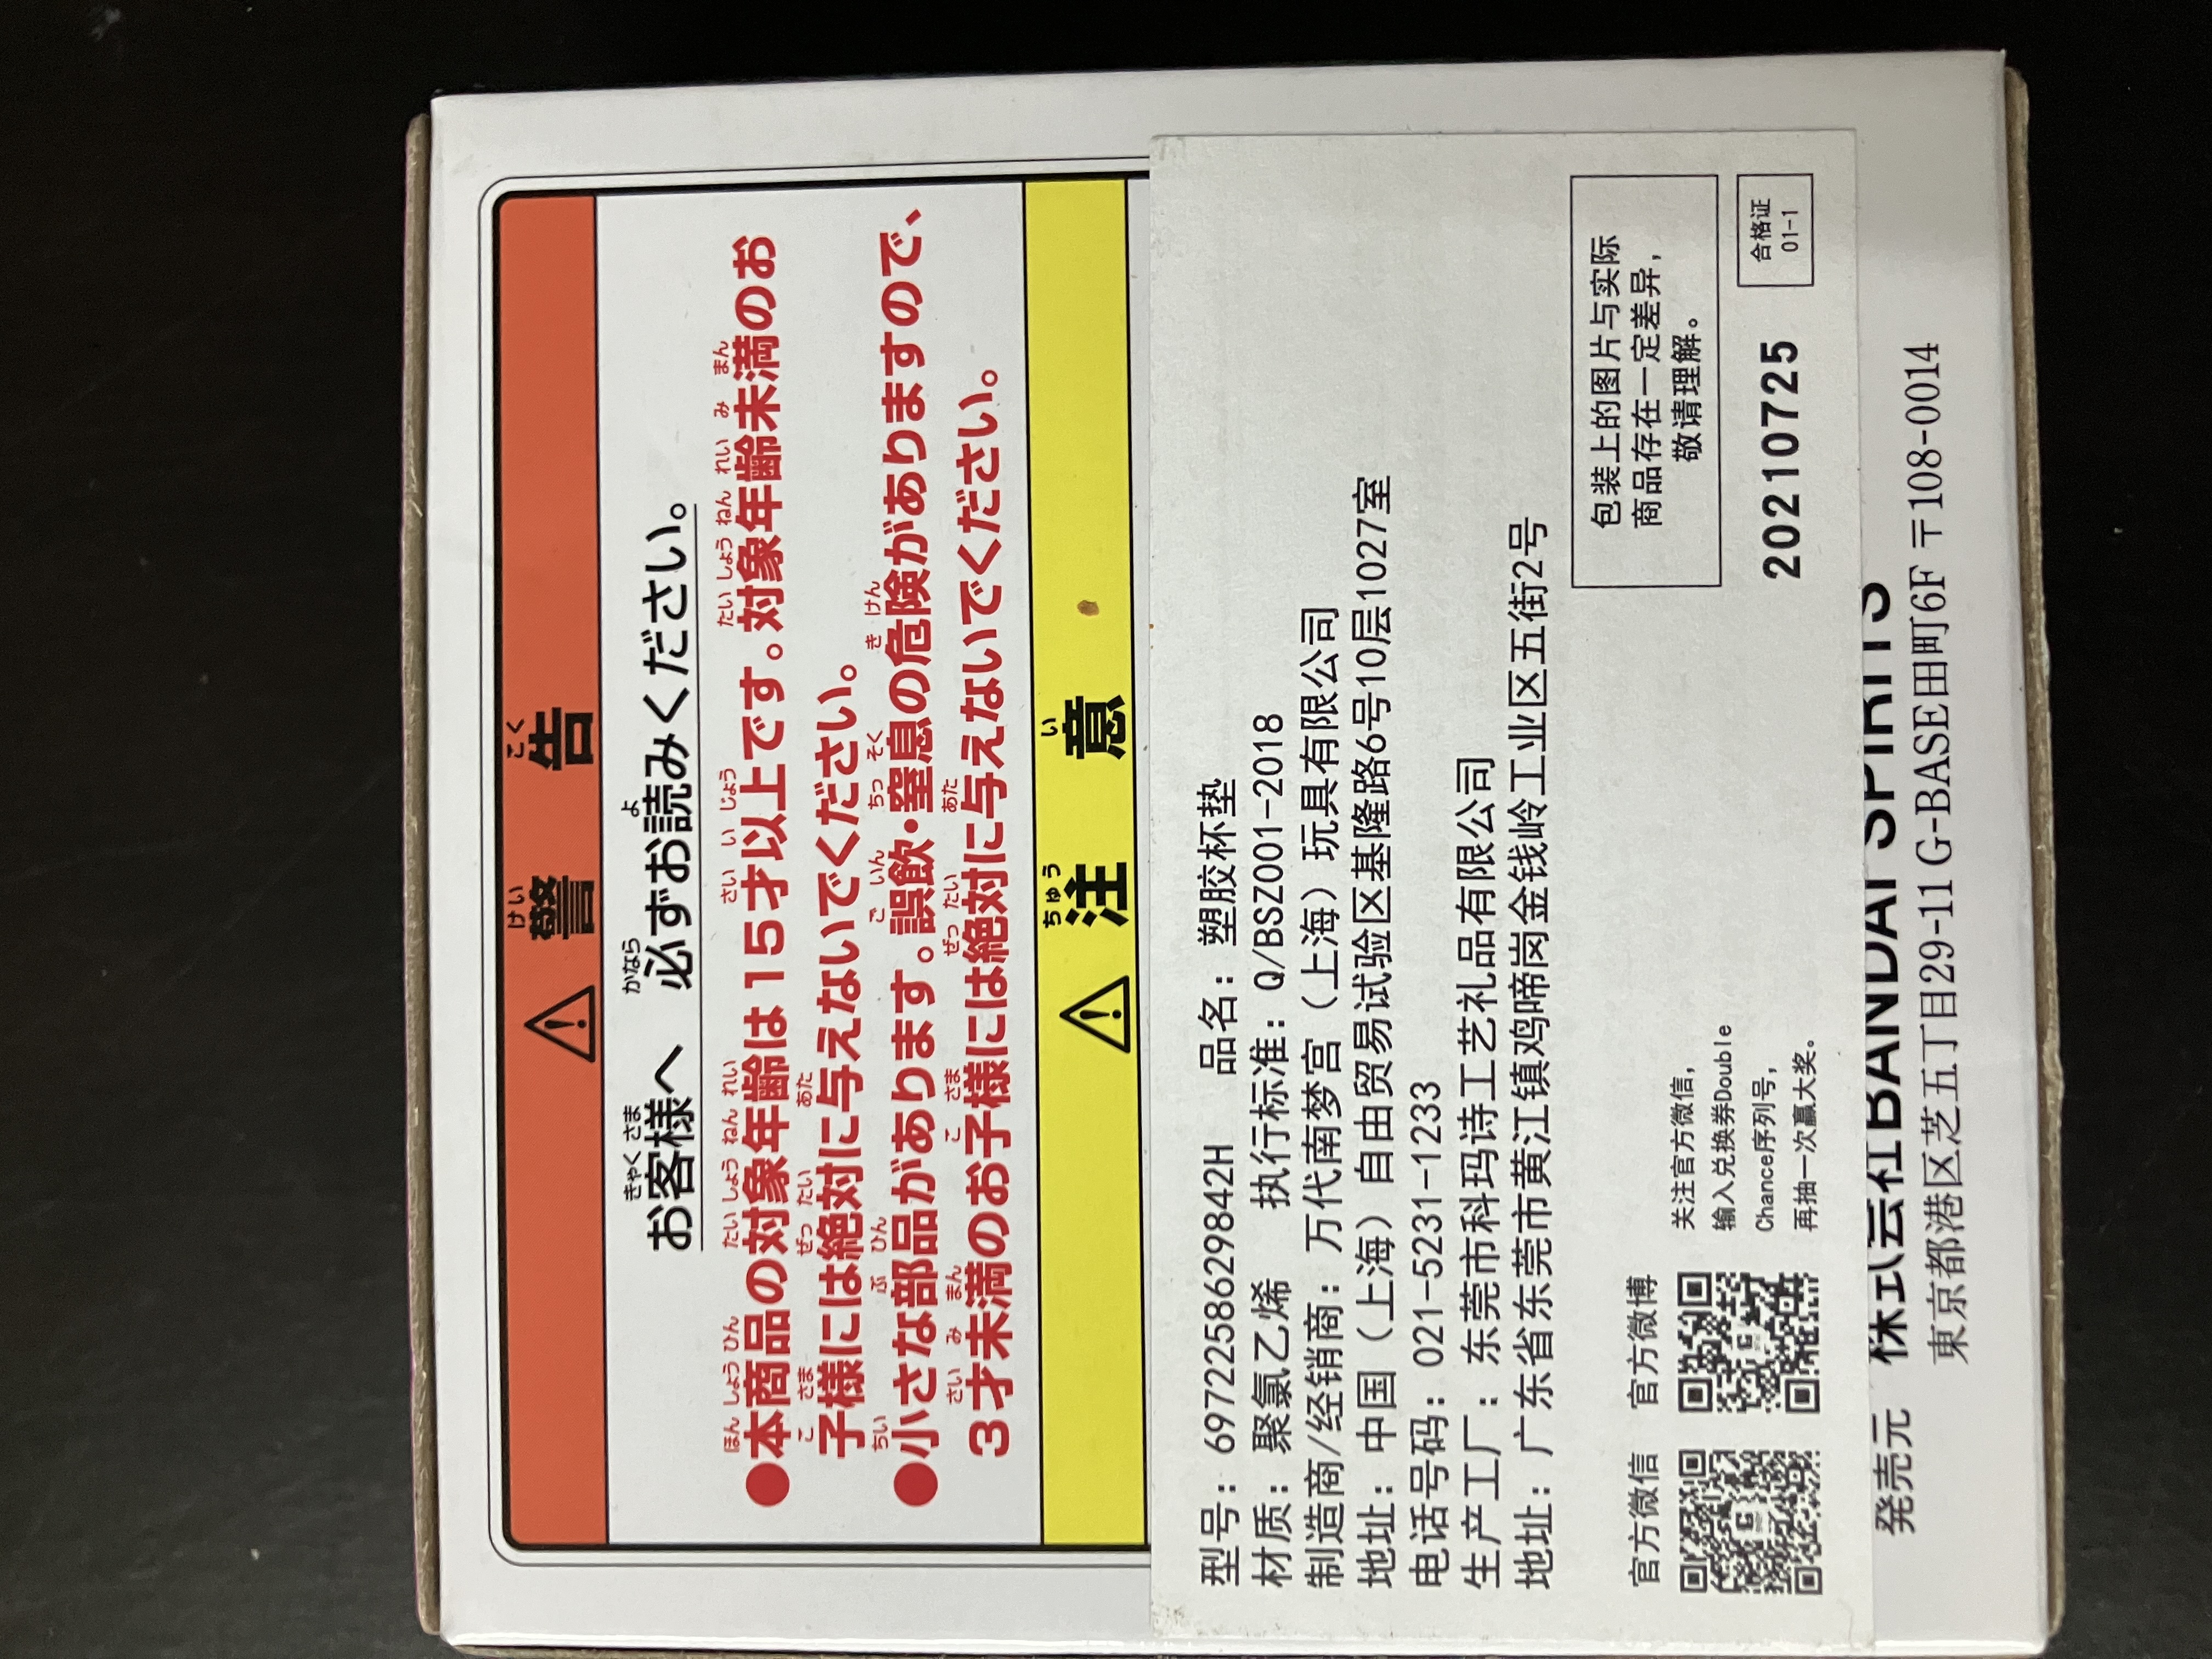 警告
お客様へ 必ずお読みください。
●本商品の対象年齢は15才以上です。対象年齢未満のお
子様には絶対に与えないでください。
●小さな部品があります。誤飲・窒息の危険がありますので、
3才未満のお子様には絶対に与えないでください。
注意
型号：6972258629842H 品名：塑胶杯垫
材质：聚氯乙烯 执行标准：Q/BSZ001-2018
制造商/经销商：万代南梦宫（上海）玩具有限公司
地址：中国（上海）自由贸易试验区基隆路6号10层1027室
电话号码：021-5231-1233
生产工厂：东莞市科玛诗工艺礼品有限公司
地址：广东省东莞市黄江镇鸡啼岗金钱岭工业区五街2号
包装上的图片与实际
商品存在一定差异，
敬请理解。
官方微信 官方微博
关注官方微信，
输入兑换券Double
Chance序列号，
再抽一次赢大奖。
20210725
合格证
01-1
発売元 株式会社BANDAI SPIRITS
東京都港区芝五丁目29-11 G-BASE田町6F 〒108-0014